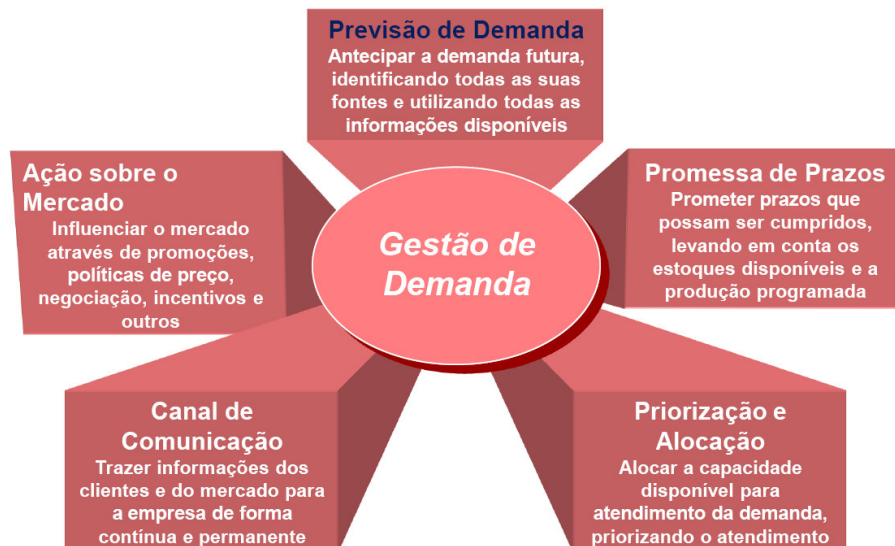 Previsão de Demanda
Antecipar a demanda futura,
identificando todas as suas
fontes e utilizando todas as
informações disponíveis
Ação sobre o
Mercado
Influenciar o mercado
através de promoções,
políticas de preço,
negociação, incentivos e
outros
Gestão de
Demanda
Promessa de Prazos
Prometer prazos que
possam ser cumpridos,
levando em conta os
estoques disponíveis e a
produção programada
Canal de
Comunicação
Trazer informações dos
clientes e do mercado para
a empresa de forma
contínua e permanente
Priorização e
Alocação
Alocar a capacidade
disponível para
atendimento da demanda,
priorizando o atendimento